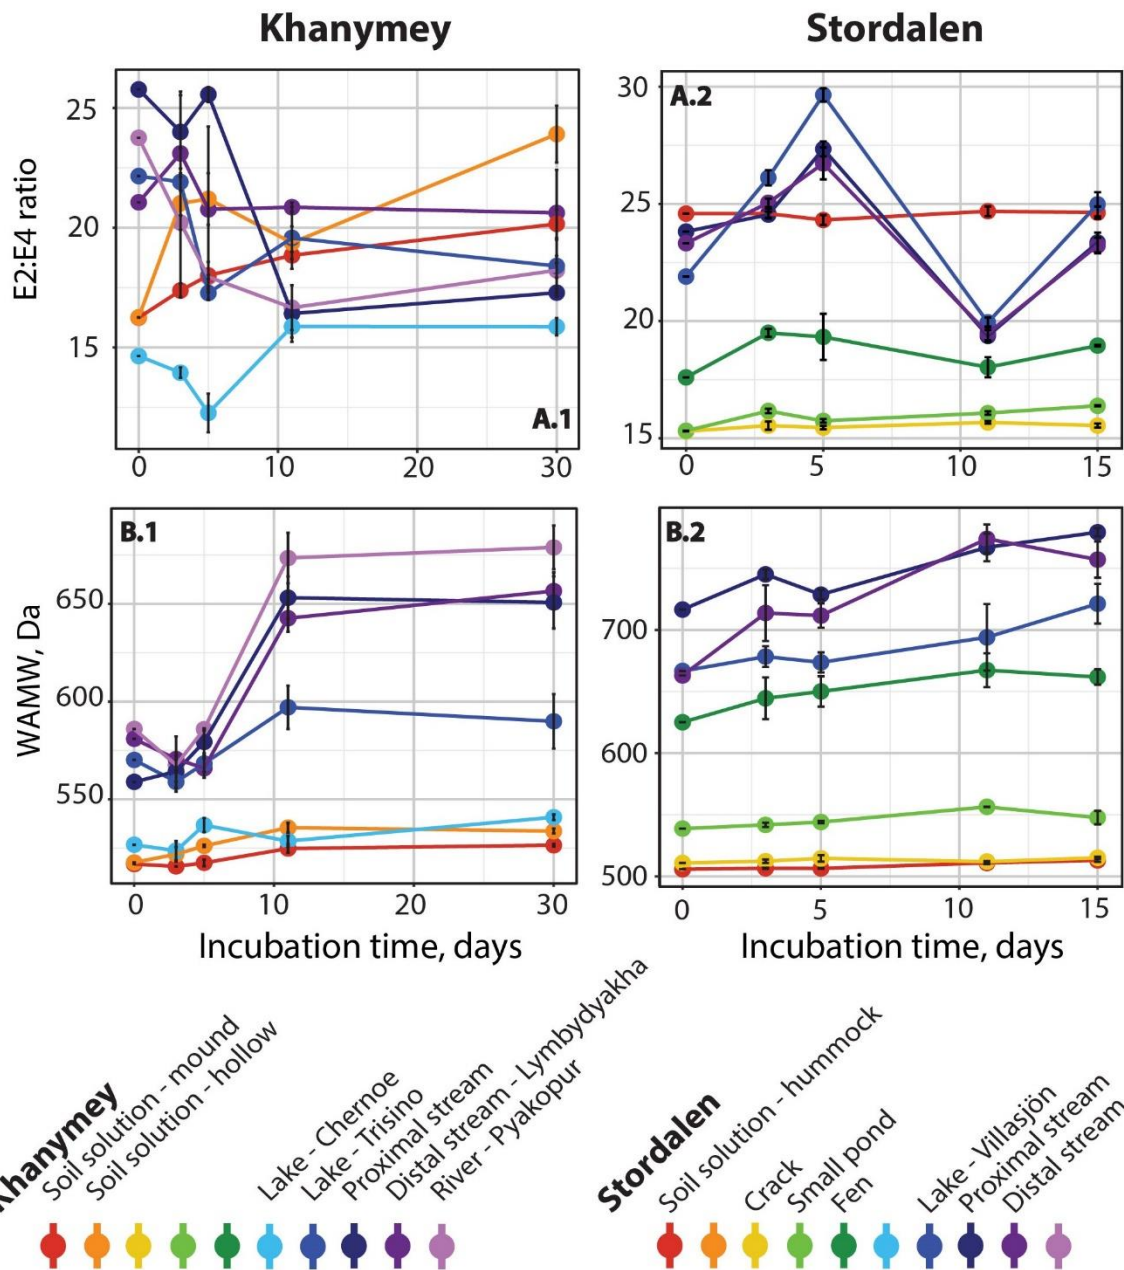 Khanymey
Stordalen
E2:E4 ratio
25
20
15
0
10
20
30
A.1
A.2
30
25
20
15
0
5
10
15
WAMW, Da
B.1
650
600
550
0
10
20
30
B.2
700
600
500
0
5
10
15
Incubation time, days
Incubation time, days
Khanymey
Soil solution - mound
Soil solution - hollow
Lake - Chernoe
Lake - Trisino
Proximal stream
Distal stream - Lymbydyakha
River - Pyakopur
Stordalen
Soil solution - hummock
Crack
Small pond
Fen
Lake - Villasjön
Proximal stream
Distal stream